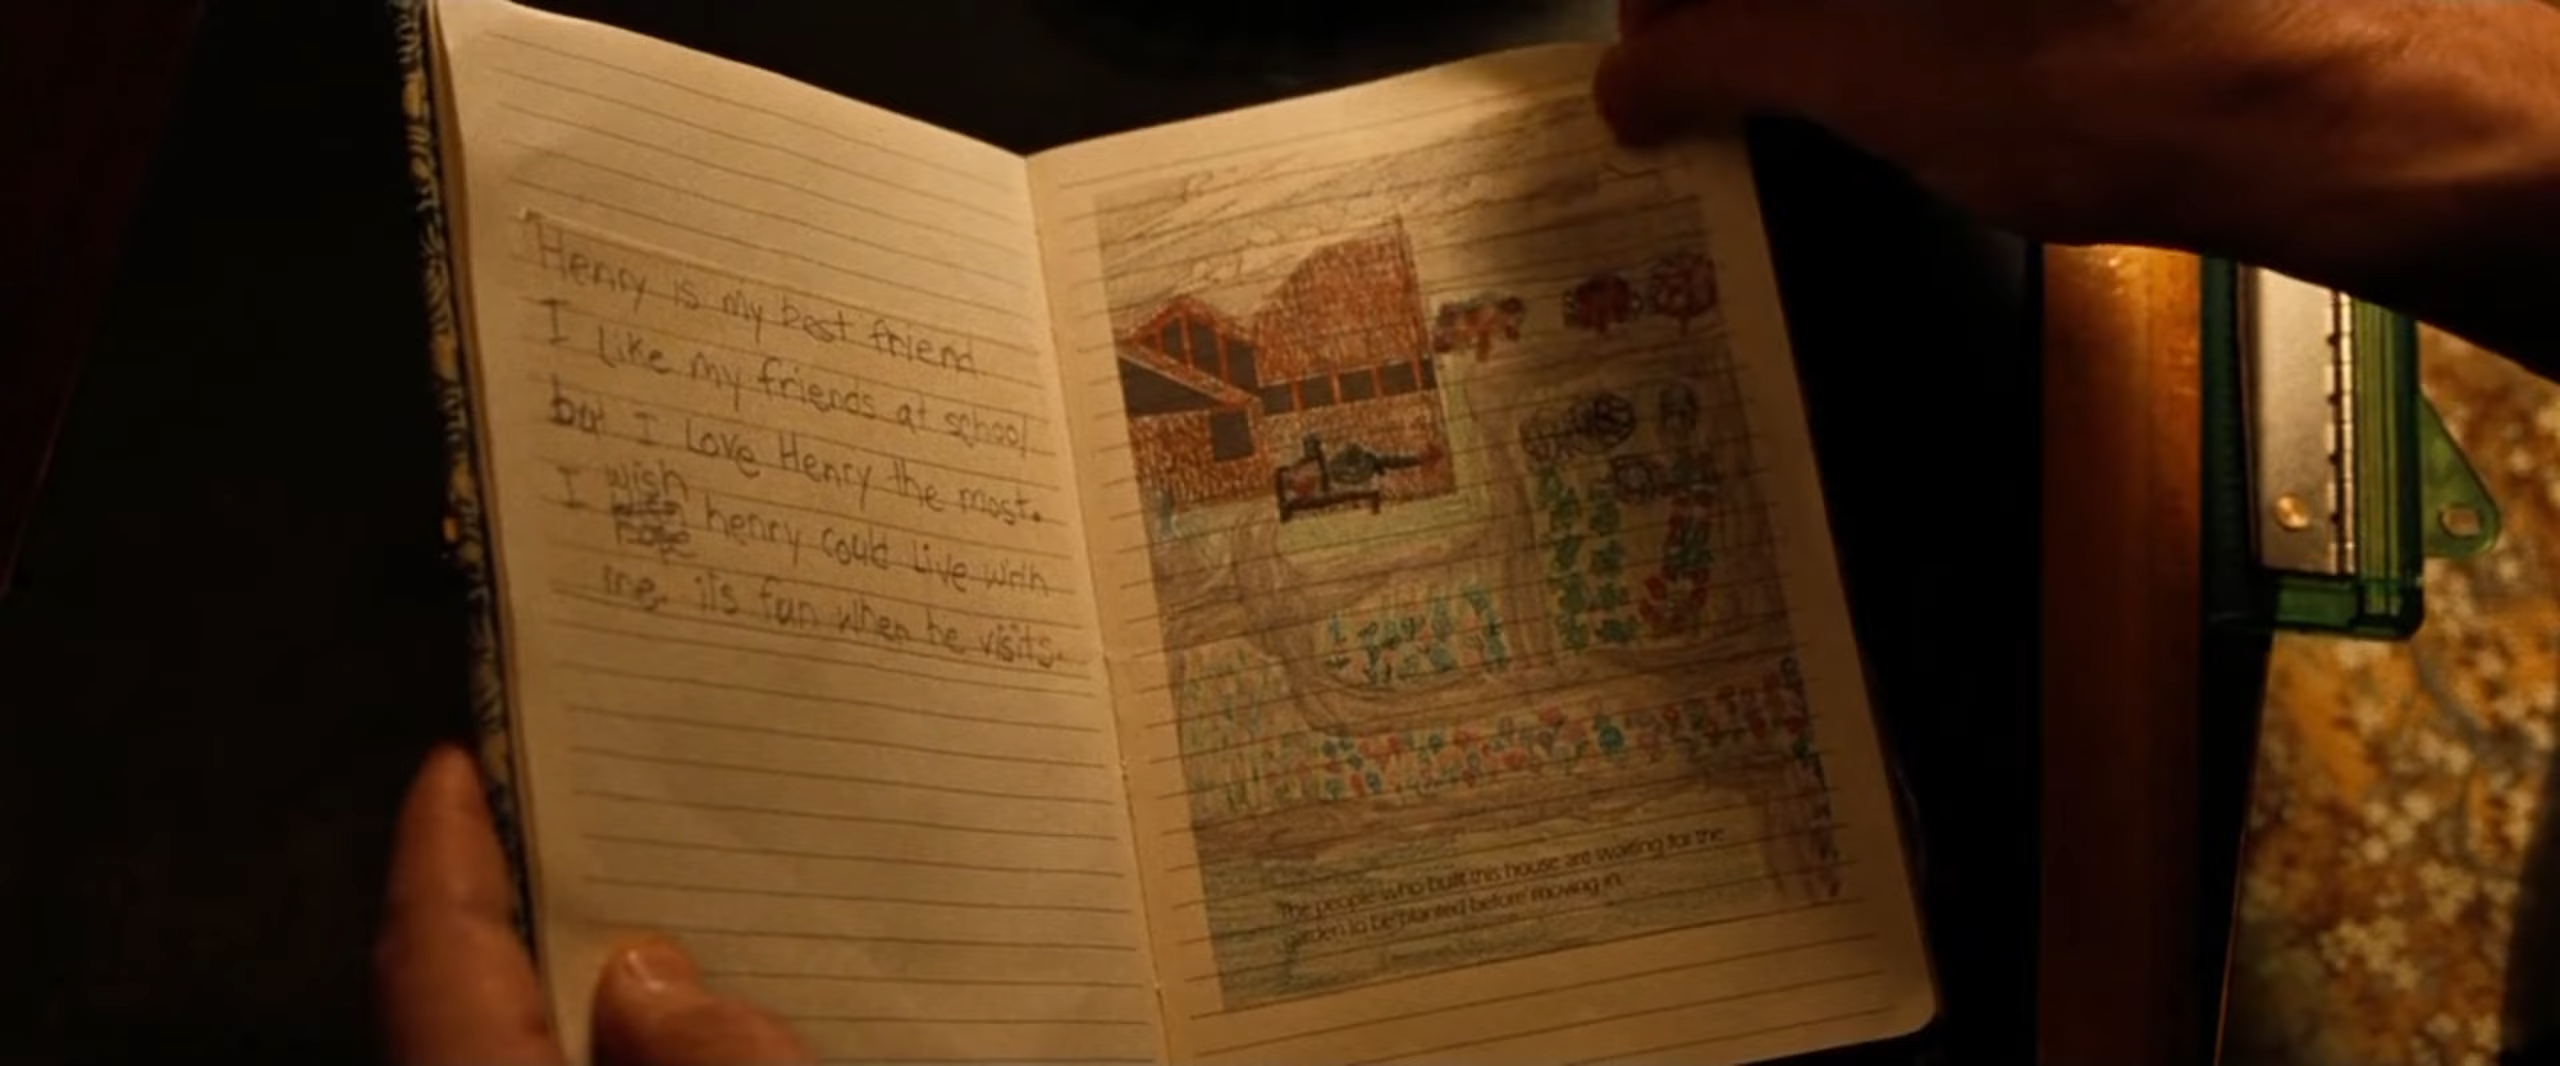 Henry is my best friend
I like my friends at school
but I Love Henry the most.
I wish henry could live with
me. its fun when he visits.
The people who built this house are waiting for the
garden to be planted before moving in.